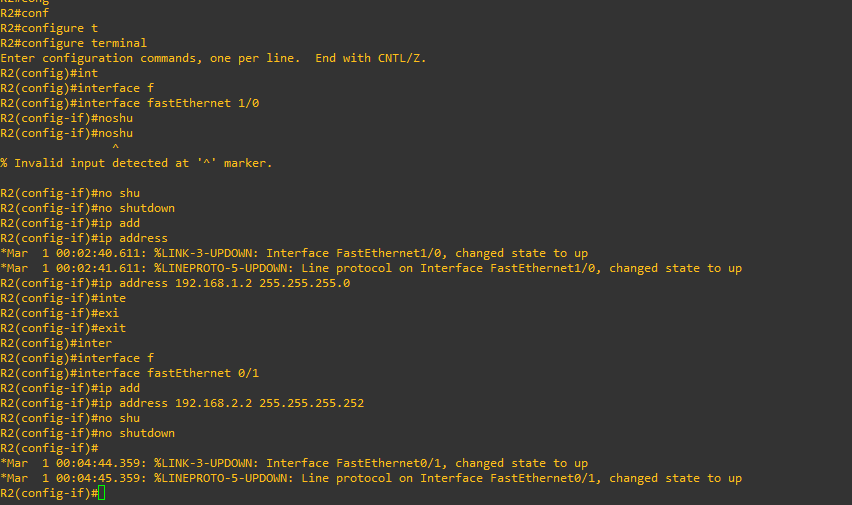 R2#conf
R2#configure t
R2#configure terminal
Enter configuration commands, one per line.  End with CNTL/Z.
R2(config)#int
R2(config)#interface f
R2(config)#interface fastEthernet 1/0
R2(config-if)#noshu
R2(config-if)#noshu
                ^
% Invalid input detected at '^' marker.

R2(config-if)#no shu
R2(config-if)#no shutdown
R2(config-if)#ip add
R2(config-if)#ip address
*Mar  1 00:02:40.611: %LINK-3-UPDOWN: Interface FastEthernet1/0, changed state to up
*Mar  1 00:02:41.611: %LINEPROTO-5-UPDOWN: Line protocol on Interface FastEthernet1/0, changed state to up
R2(config-if)#ip address 192.168.1.2 255.255.255.0
R2(config-if)#inte
R2(config-if)#exi
R2(config-if)#exit
R2(config)#inter
R2(config)#interface f
R2(config)#interface fastEthernet 0/1
R2(config-if)#ip add
R2(config-if)#ip address 192.168.2.2 255.255.255.252
R2(config-if)#no shu
R2(config-if)#no shutdown
R2(config-if)#
*Mar  1 00:04:44.359: %LINK-3-UPDOWN: Interface FastEthernet0/1, changed state to up
*Mar  1 00:04:45.359: %LINEPROTO-5-UPDOWN: Line protocol on Interface FastEthernet0/1, changed state to up
R2(config-if)#